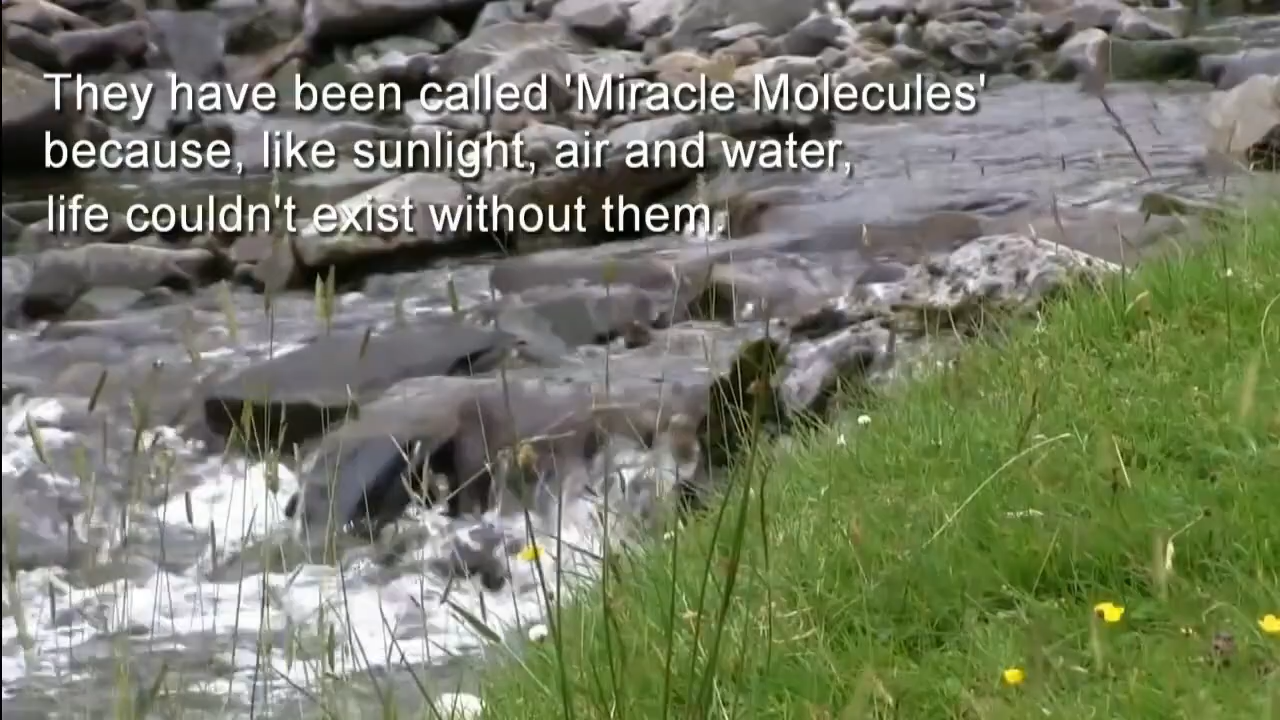 They have been called 'Miracle Molecules'
because, like sunlight, air and water,
life couldn't exist without them.